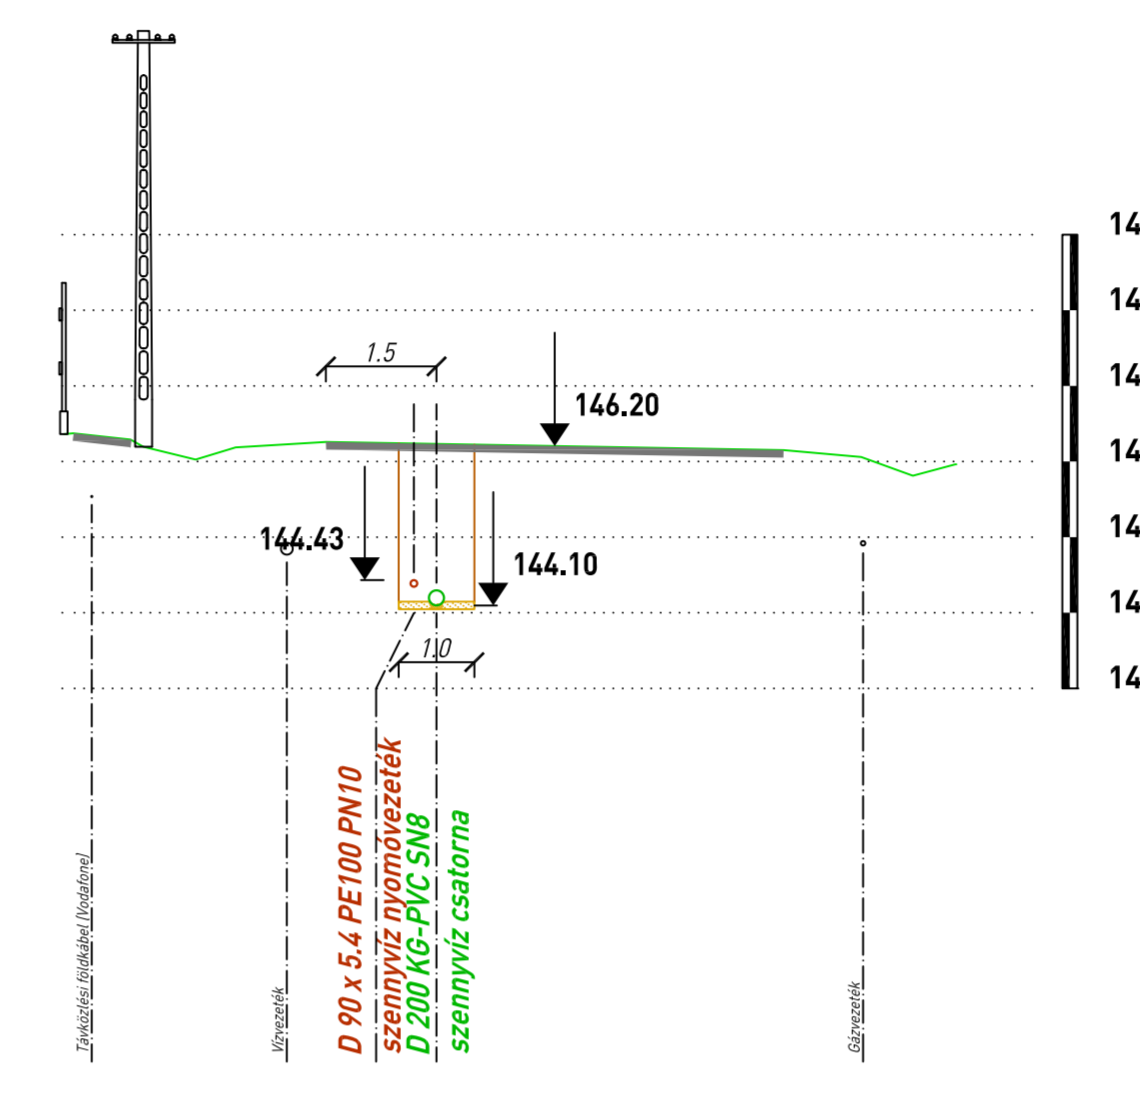 14
14
1.5
14
146.20
14
144.43
14
144.10
14
1.0
14
Távközlési földkábel (Vodafone)
Vízvezeték
D 90 x 5.4 PE100 PN10
szennyvíz nyomóvezeték
D 200 KG-PVC SN8
szennyvíz csatorna
Gázvezeték